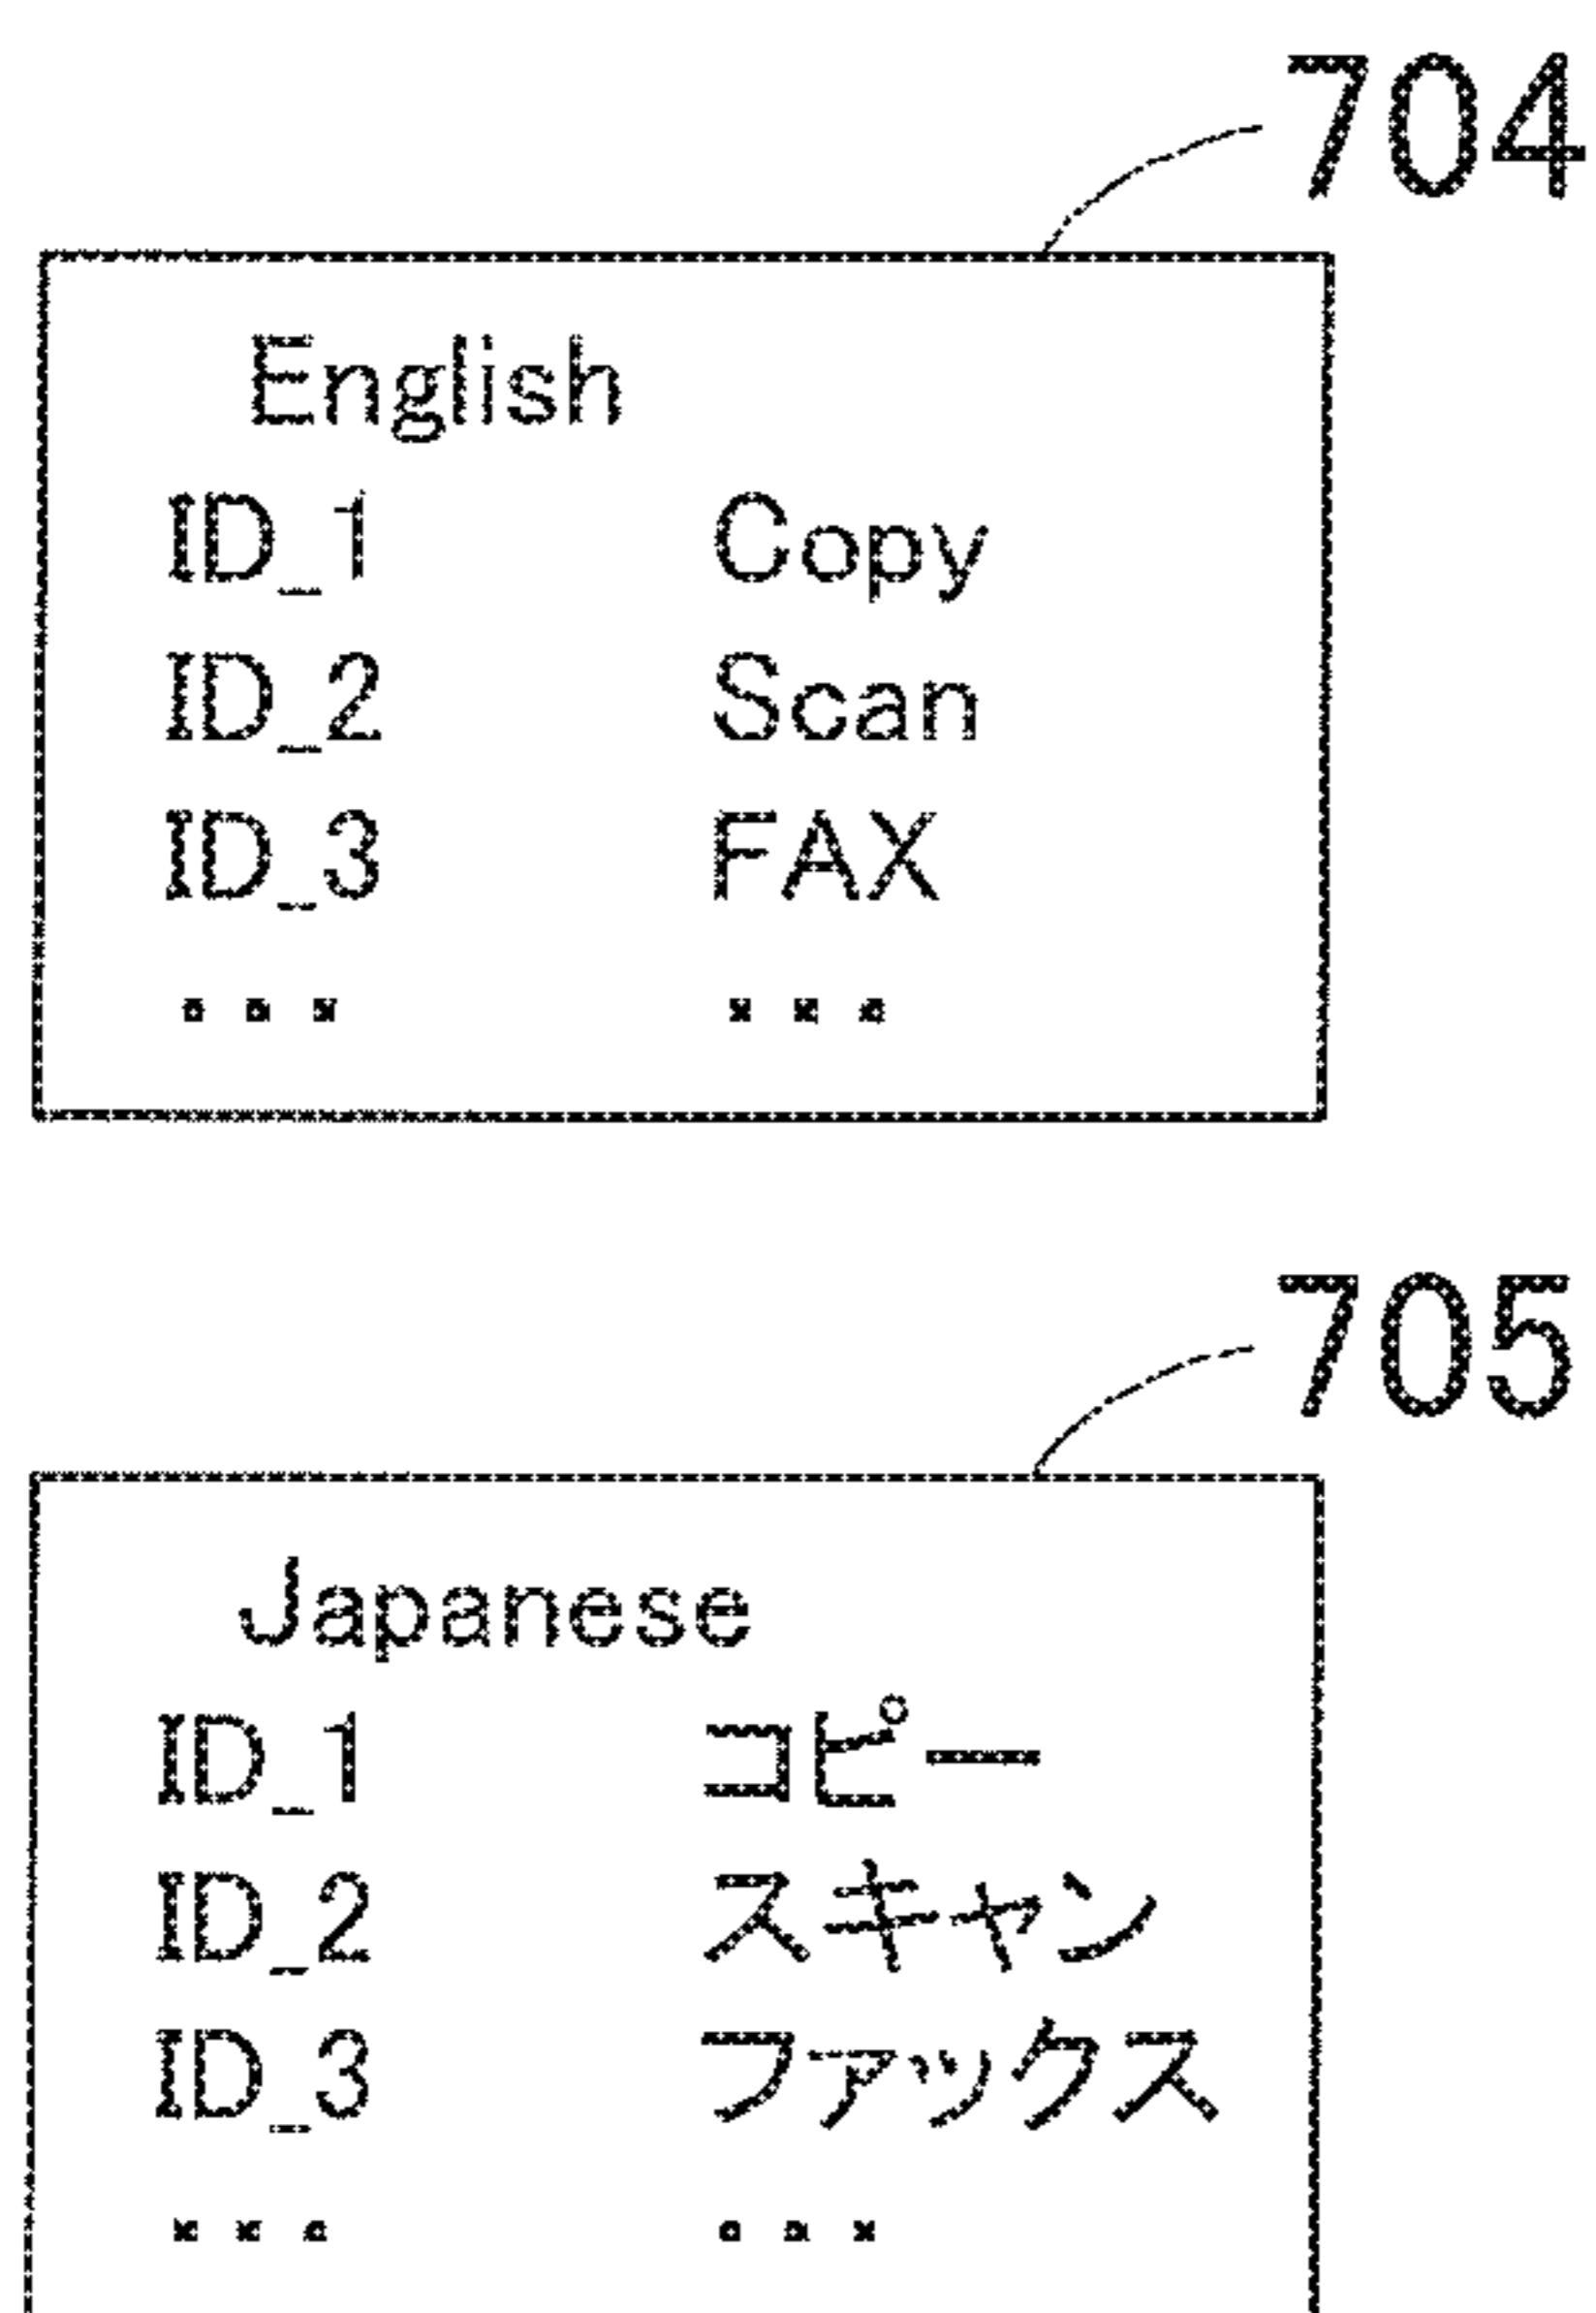 704
English
ID_1 Copy
ID_2 Scan
ID_3 FAX
･･･ ･･･
705
Japanese
ID_1 コピー
ID_2 スキャン
ID_3 ファックス
･･･ ･･･